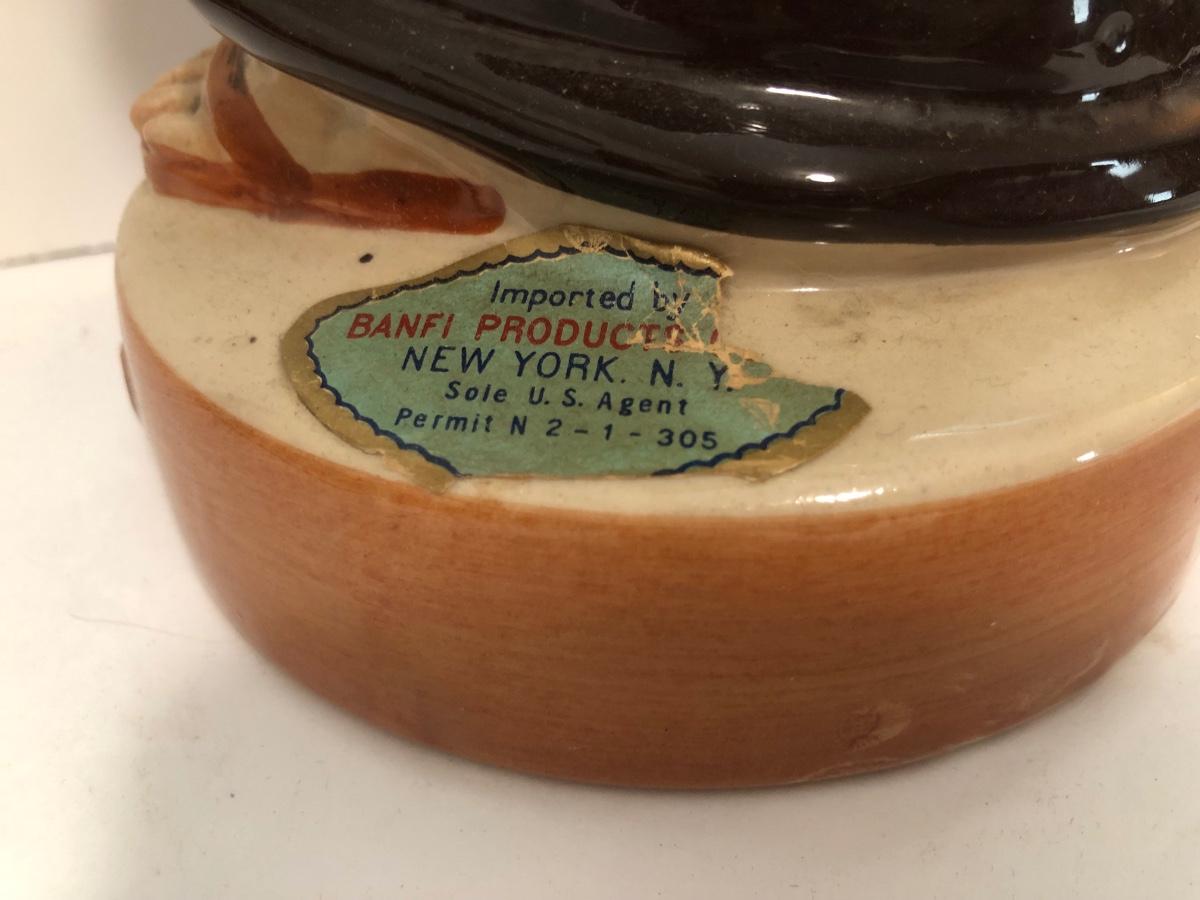 Imported by
BANFI PRODUCTS
NEW YORK. N. Y.
Sole U. S. Agent
Permit N 2-1-305